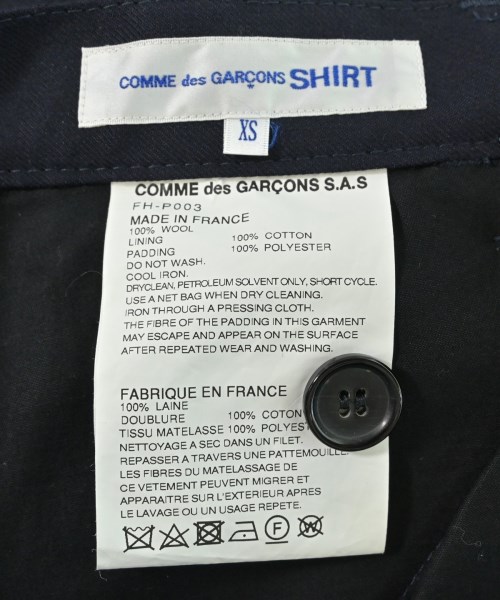 COMME des GARÇONS SHIRT
XS
COMME des GARÇONS S.A.S
FH-P003
MADE IN FRANCE
100% WOOL
LINING 100% COTTON
PADDING 100% POLYESTER
DO NOT WASH.
COOL IRON.
DRYCLEAN, PETROLEUM SOLVENT ONLY, SHORT CYCLE.
USE A NET BAG WHEN DRY CLEANING.
IRON THROUGH A PRESSING CLOTH.
THE FIBRE OF THE PADDING IN THIS GARMENT
MAY ESCAPE AND APPEAR ON THE SURFACE
AFTER REPEATED WEAR AND WASHING.
FABRIQUE EN FRANCE
100% LAINE
DOUBLURE 100% COTON
TISSU MATELASSE 100% POLYEST
NETTOYAGE A SEC DANS UN FILET.
REPASSER A TRAVERS UNE PATTEMOUILLE.
LES FIBRES DU MATELASSAGE DE
CE VETEMENT PEUVENT MIGRER ET
APPARAITRE SUR L'EXTERIEUR APRES
LE LAVAGE OU UN USAGE REPETE.
F W